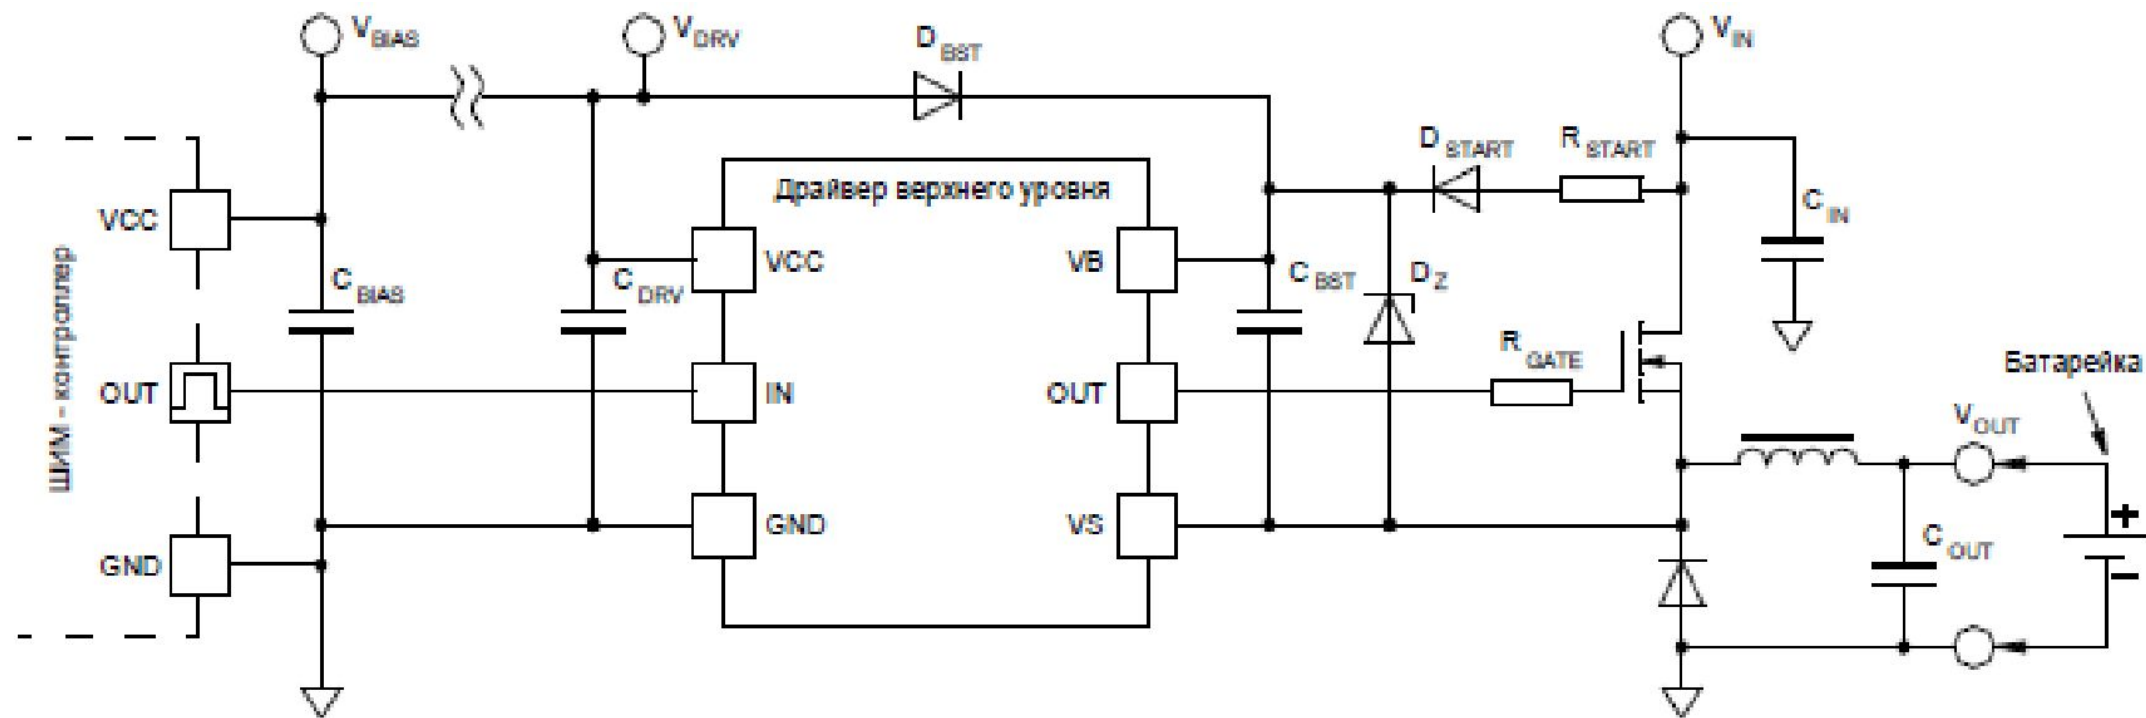 VBIAS
VDRV
DBST
VIN
DSTART
RSTART
Драйвер верхнего уровня
CIN
VCC
VCC
VB
CBIAS
CDRV
CBST
DZ
RGATE
Батарейка
ШИМ - контроллер
OUT
IN
OUT
VOUT
GND
VS
+
COUT
GND
−